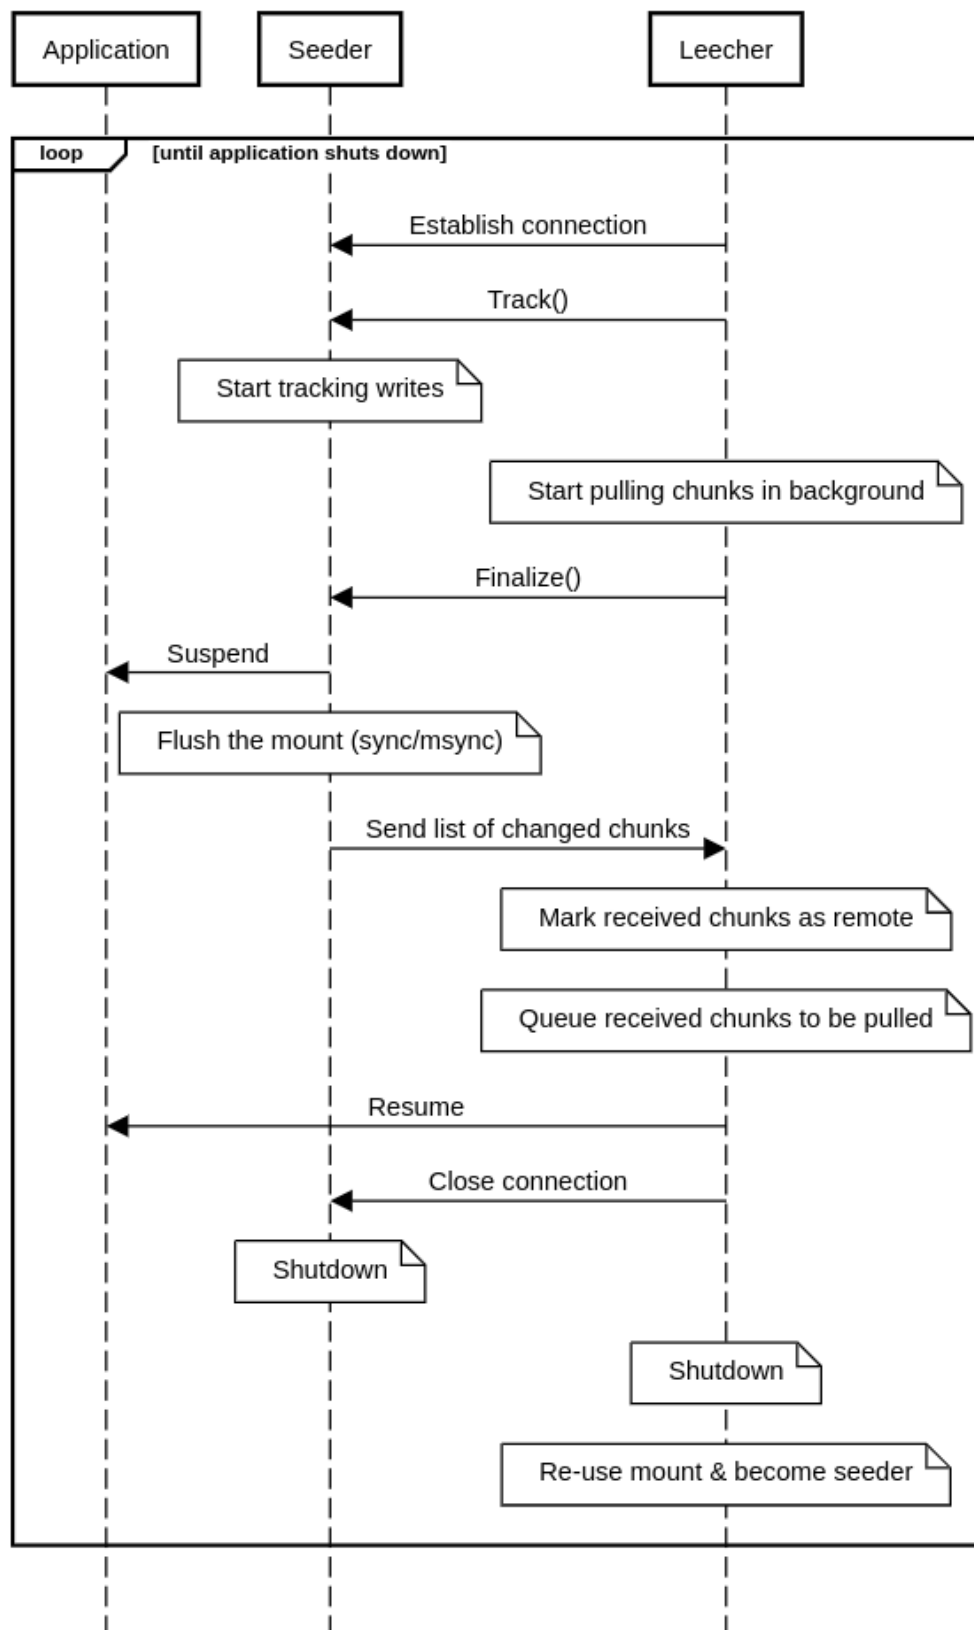 Application
Seeder
Leecher
loop
[until application shuts down]
Establish connection
Track()
Start tracking writes
Start pulling chunks in background
Finalize()
Suspend
Flush the mount (sync/msync)
Send list of changed chunks
Mark received chunks as remote
Queue received chunks to be pulled
Resume
Close connection
Shutdown
Shutdown
Re-use mount & become seeder